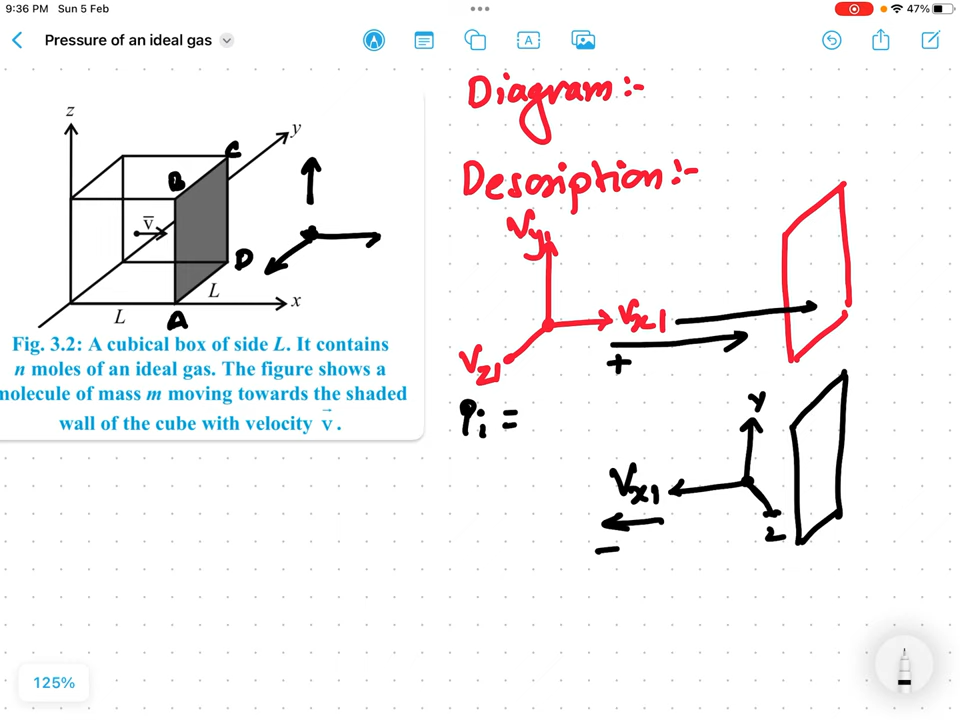 9:36 PM Sun 5 Feb
47%
Pressure of an ideal gas
A
z
y
C
B
v
D
L
x
L
A
Fig. 3.2: A cubical box of side L. It contains
n moles of an ideal gas. The figure shows a
molecule of mass m moving towards the shaded
wall of the cube with velocity v⃗.
Diagram:-
Description:-
Vy1
Vx1
+
Vz1
Pi =
y
Vx1
z
-
125%